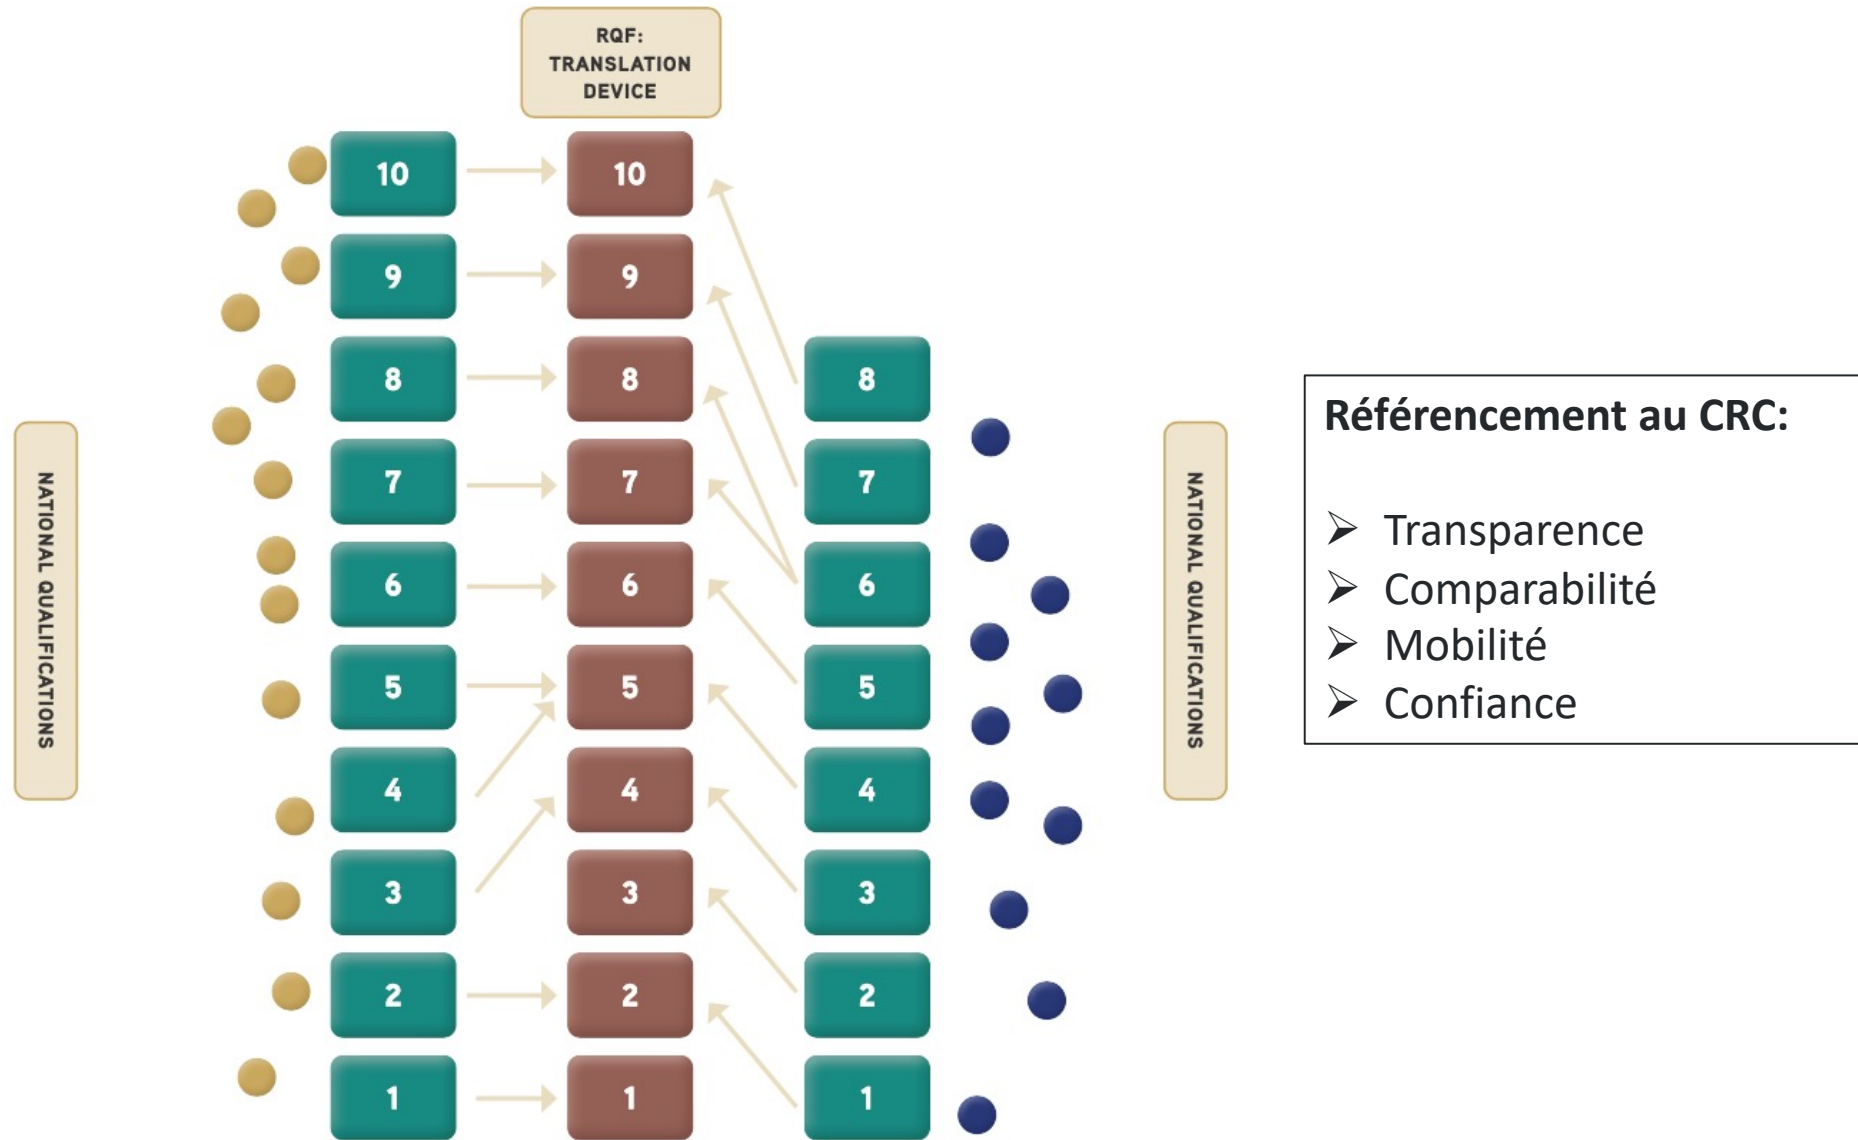 RQF:
TRANSLATION
DEVICE
10 10
9 9
8 8 8
7 7 7
6 6 6
5 5 5
4 4 4
3 3 3
2 2 2
1 1 1
NATIONAL QUALIFICATIONS
NATIONAL QUALIFICATIONS
Référencement au CRC:
➢ Transparence
➢ Comparabilité
➢ Mobilité
➢ Confiance